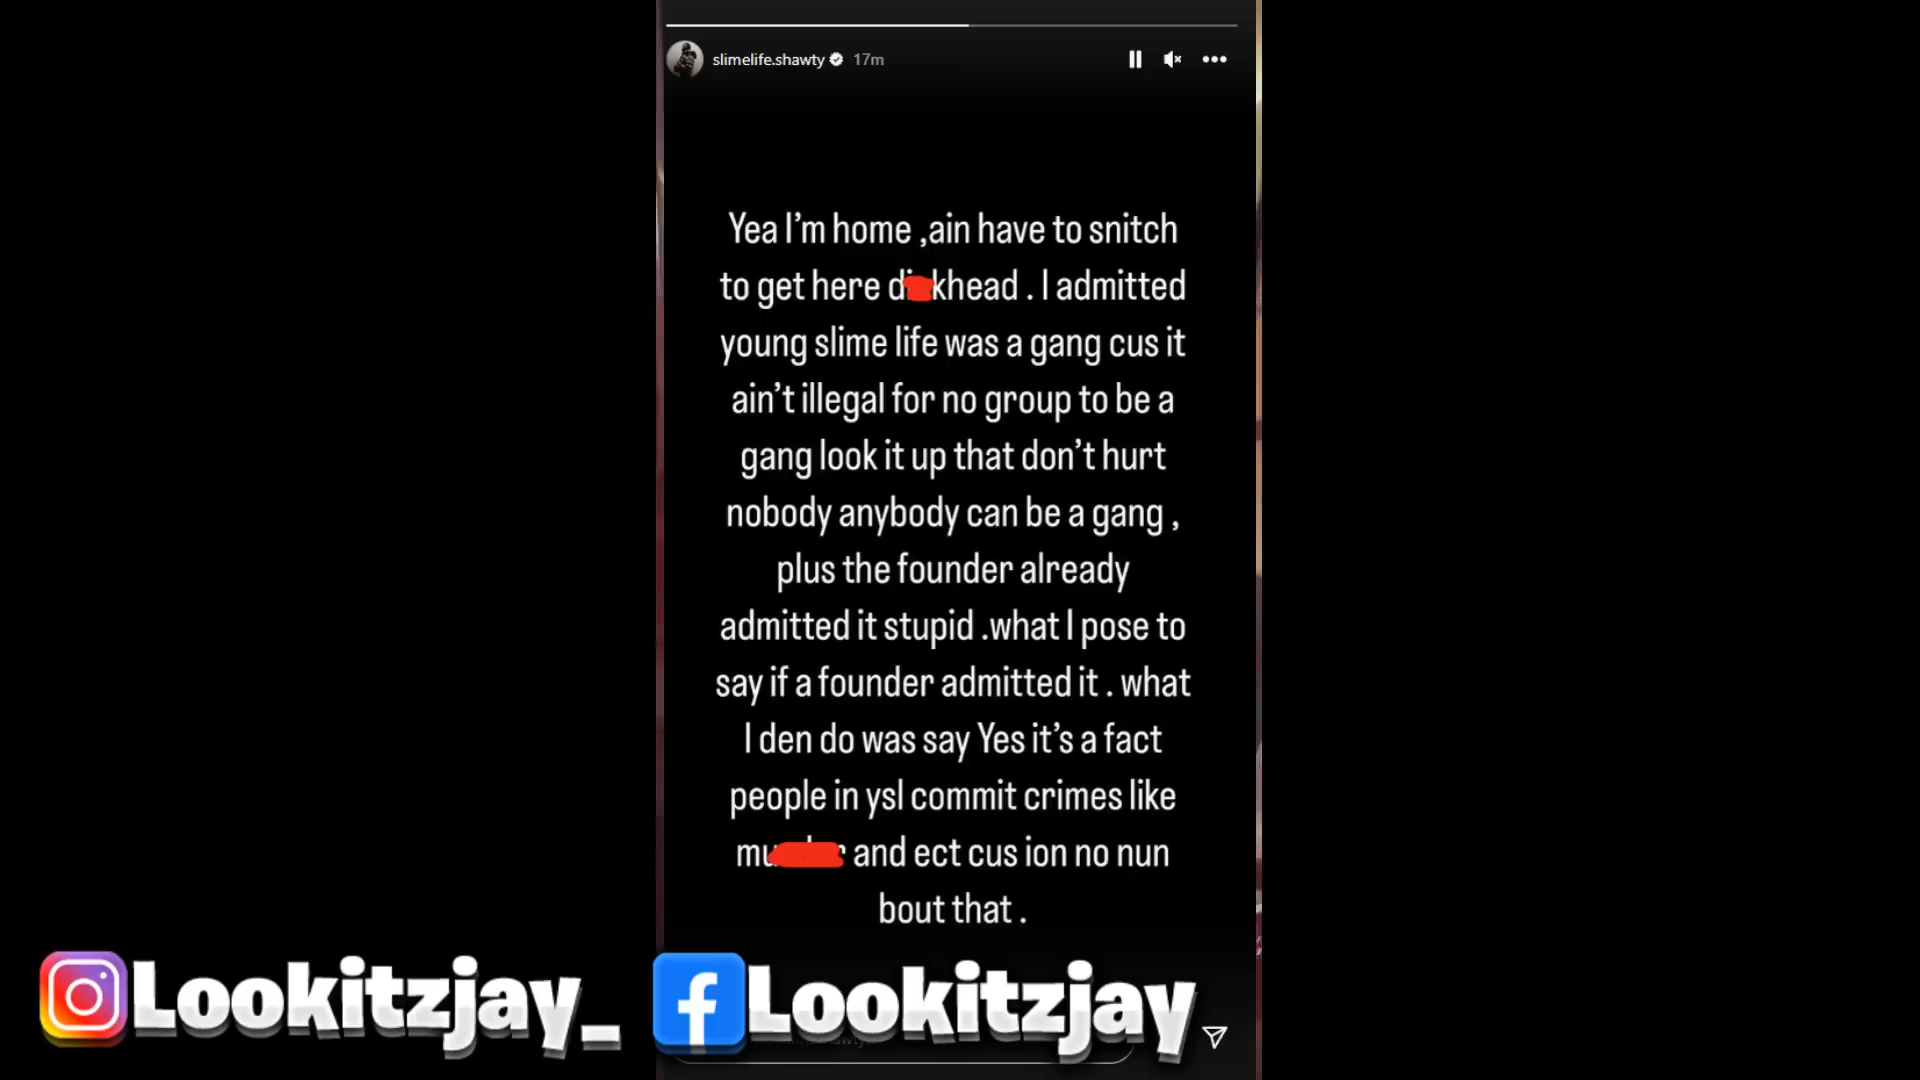 slimelife.shawty 17m
Yea I'm home ,ain have to snitch
to get here khead . I admitted
young slime life was a gang cus it
ain't illegal for no group to be a
gang look it up that don't hurt
nobody anybody can be a gang ,
plus the founder already
admitted it stupid .what I pose to
say if a founder admitted it . what
I den do was say Yes it's a fact
people in ysl commit crimes like
and ect cus ion no nun
bout that .
Lookitzjay_
Lookitzjay